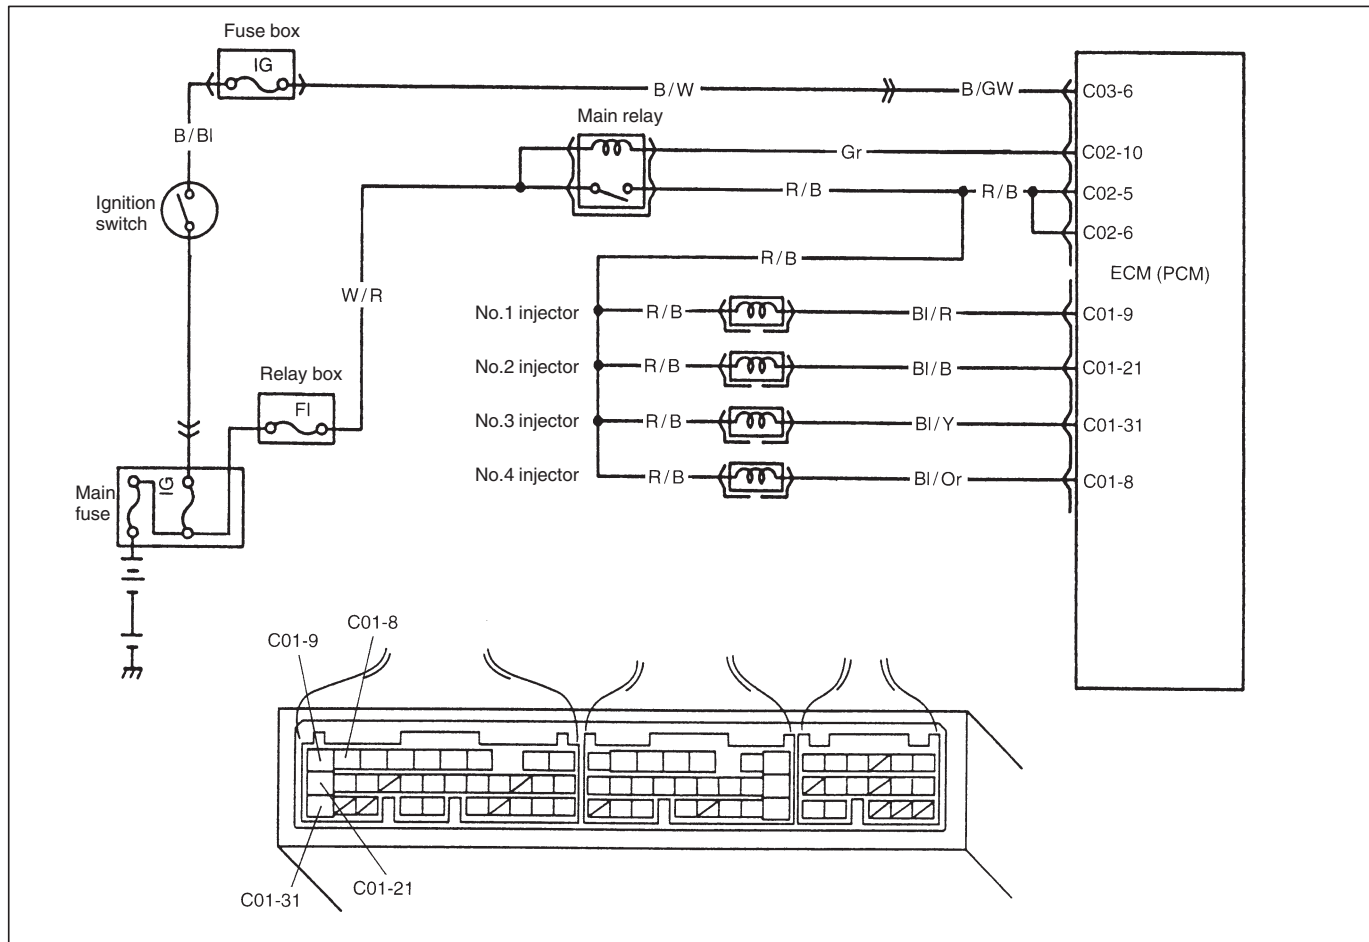 Fuse box
IG
B/W
B/GW
C03-6
Main relay
B/Bl
Gr
C02-10
Ignition
switch
R/B
R/B
C02-5
C02-6
R/B
ECM (PCM)
W/R
No.1 injector
R/B
Bl/R
C01-9
No.2 injector
R/B
Bl/B
C01-21
Relay box
FI
No.3 injector
R/B
Bl/Y
C01-31
No.4 injector
R/B
Bl/Or
C01-8
Main
fuse
IG
C01-8
C01-9
C01-21
C01-31